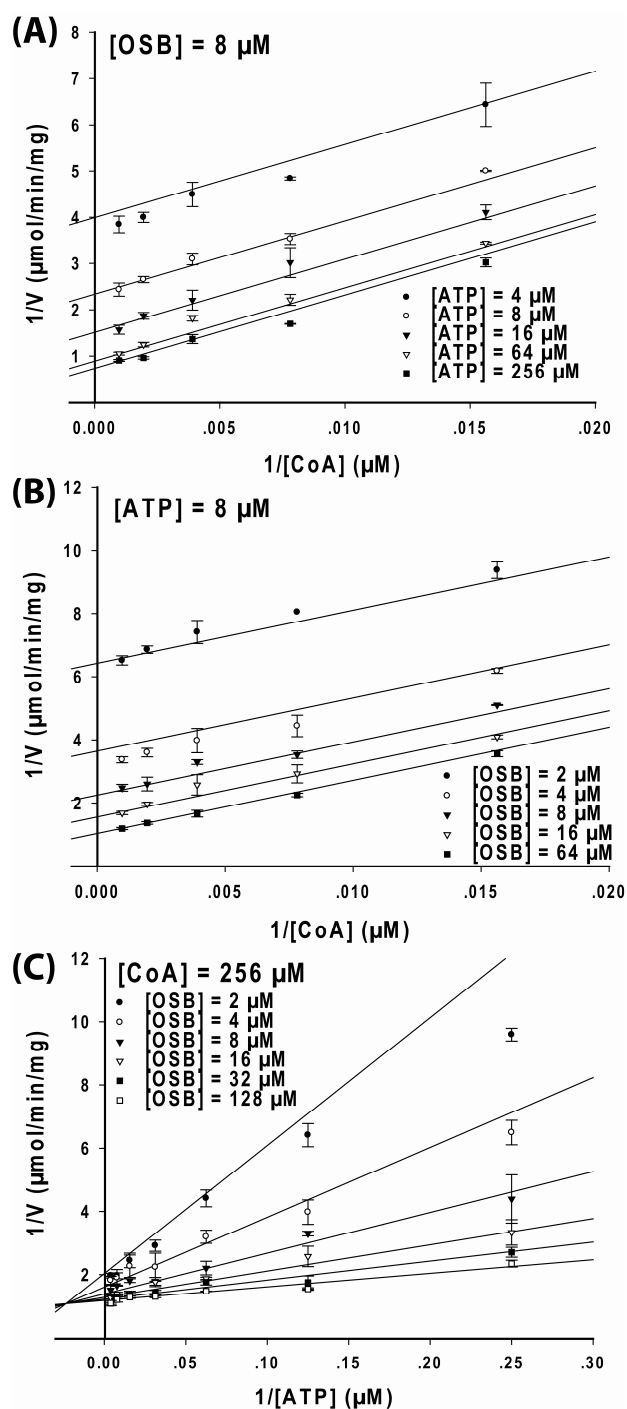 (A)
[OSB] = 8 µM
8
7
6
5
4
3
2
1
1/V (µmol/min/mg)
[ATP] = 4 µM
[ATP] = 8 µM
[ATP] = 16 µM
[ATP] = 64 µM
[ATP] = 256 µM
0.000 .005 .010 .015 .020
1/[CoA] (µM)
(B)
[ATP] = 8 µM
12
10
8
6
4
2
1/V (µmol/min/mg)
[OSB] = 2 µM
[OSB] = 4 µM
[OSB] = 8 µM
[OSB] = 16 µM
[OSB] = 64 µM
0.000 .005 .010 .015 .020
1/[CoA] (µM)
(C)
[CoA] = 256 µM
[OSB] = 2 µM
[OSB] = 4 µM
[OSB] = 8 µM
[OSB] = 16 µM
[OSB] = 32 µM
[OSB] = 128 µM
12
10
8
6
4
2
1/V (µmol/min/mg)
0.00 .05 .10 .15 .20 .25 .30
1/[ATP] (µM)